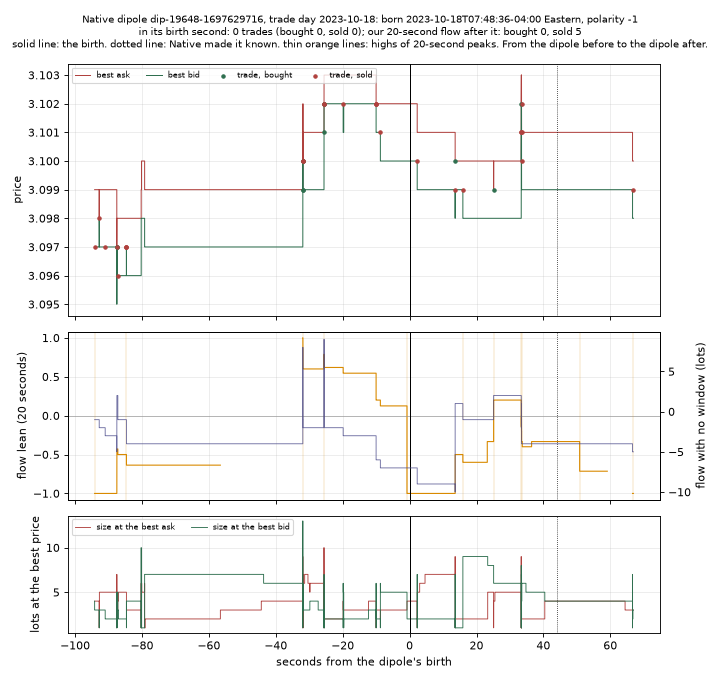 Native dipole dip-19648-1697629716, trade day 2023-10-18: born 2023-10-18T07:48:36-04:00 Eastern, polarity -1
in its birth second: 0 trades (bought 0, sold 0); our 20-second flow after it: bought 0, sold 5
solid line: the birth. dotted line: Native made it known. thin orange lines: highs of 20-second peaks. From the dipole before to the dipole after.
best ask
best bid
trade, bought
trade, sold
3.103
3.102
3.101
3.100
3.099
3.098
3.097
3.096
3.095
price
1.0
0.5
0.0
−0.5
−1.0
flow lean (20 seconds)
5
0
−5
−10
flow with no window (lots)
size at the best ask
size at the best bid
10
5
lots at the best price
−100
−80
−60
−40
−20
0
20
40
60
seconds from the dipole's birth